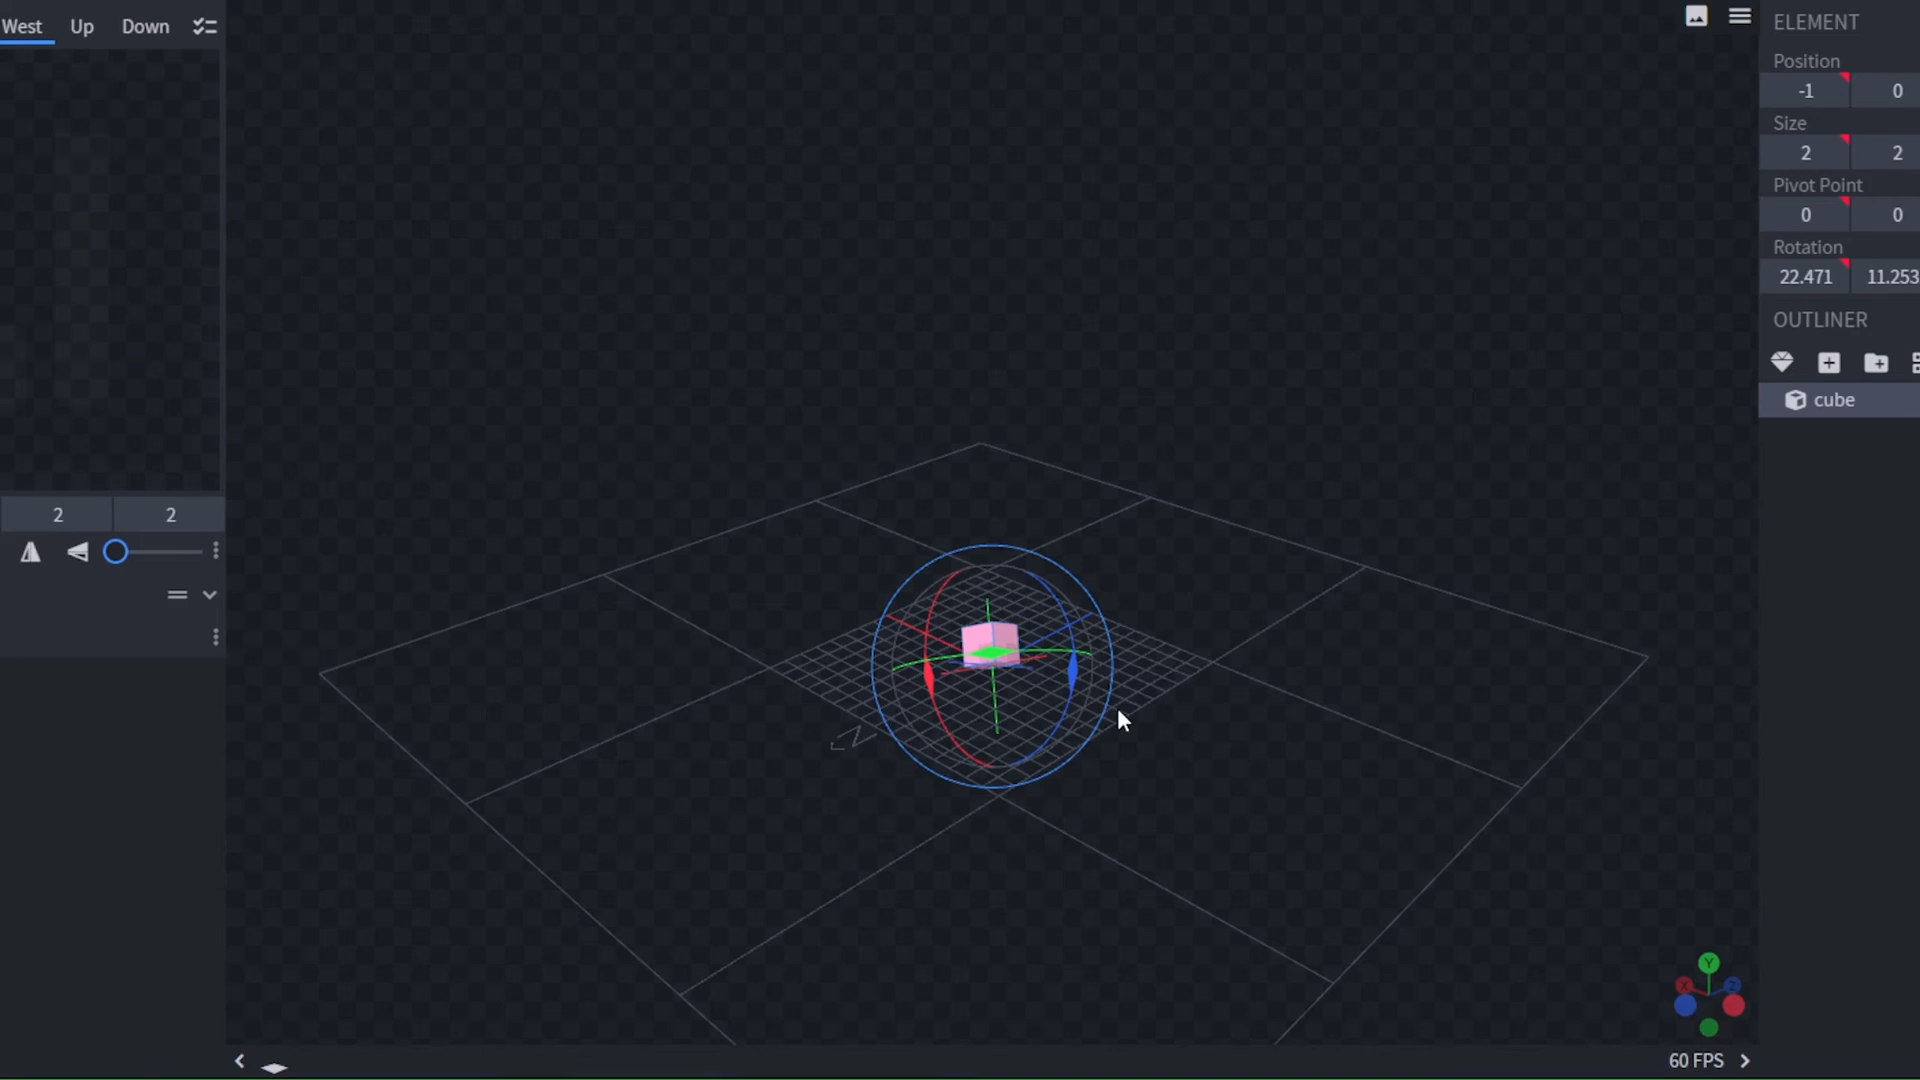 West Up Down
ELEMENT
Position
-1 0
Size
2 2
Pivot Point
0 0
Rotation
22.471 11.253
OUTLINER
cube
2 2
N
Y
X Z
60 FPS